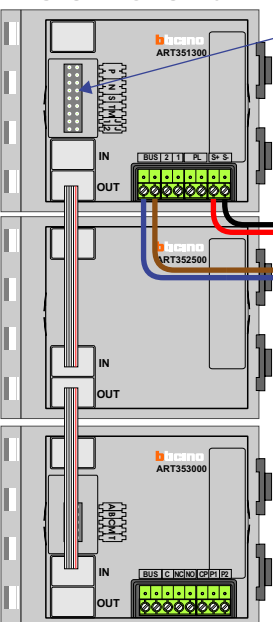 bticino
ART351300
IN
BUS 2 1 PL S+ S-
OUT
bticino
ART352500
IN
OUT
bticino
ART353000
IN
BUS C NC NO CP P1 P2
OUT